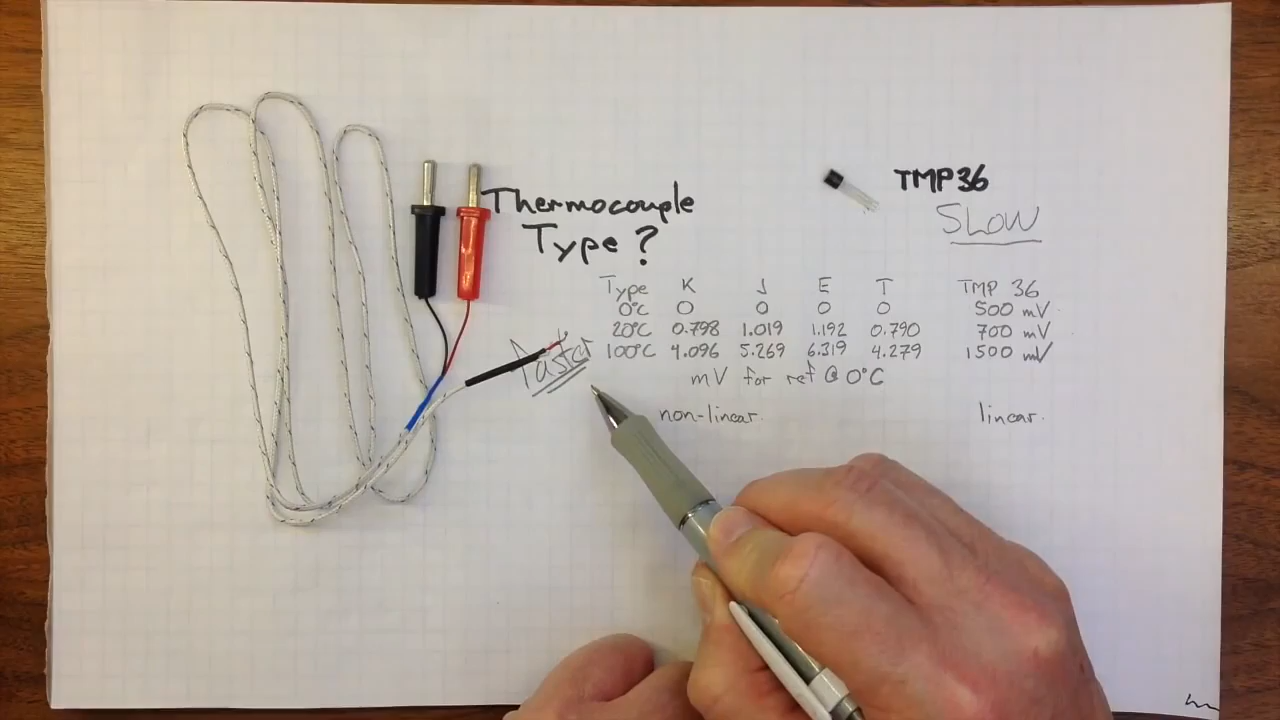 Thermocouple
Type ?
TMP36
SLOW
Type K J E T TMP 36
0°C 0 0 0 0 500 mV
20°C 0.798 1.019 1.192 0.790 700 mV
100°C 4.096 5.269 6.319 4.279 1500 mV
faster
mV for ref @ 0°C
non-linear.
linear.